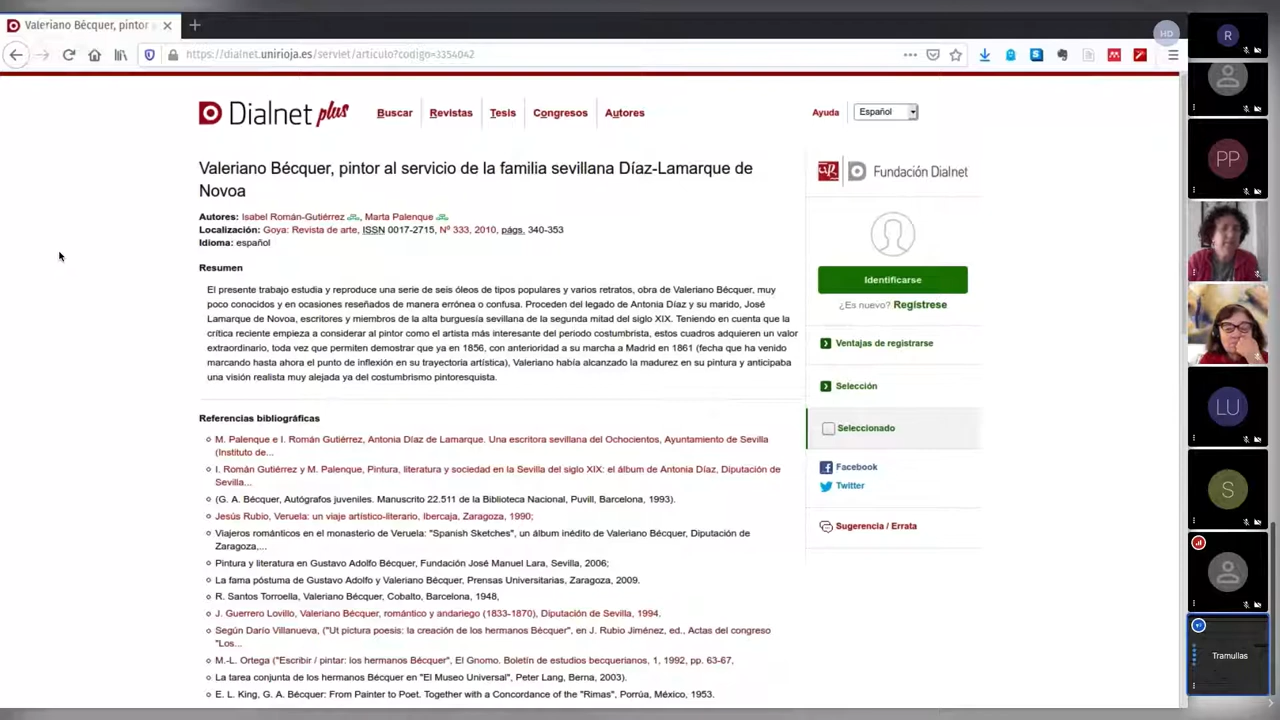 Valeriano Bécquer, pintor
https://dialnet.unirioja.es/servlet/articulo?codigo=3354042
HD
R
Dialnet plus
Buscar
Revistas
Tesis
Congresos
Autores
Ayuda
Español
Valeriano Bécquer, pintor al servicio de la familia sevillana Díaz-Lamarque de
Novoa
Autores: Isabel Román-Gutiérrez, Marta Palenque
Localización: Goya: Revista de arte, ISSN 0017-2715, Nº 333, 2010, págs. 340-353
Idioma: español
Resumen
El presente trabajo estudia y reproduce una serie de seis óleos de tipos populares y varios retratos, obra de Valeriano Bécquer, muy
poco conocidos y en ocasiones reseñados de manera errónea o confusa. Proceden del legado de Antonia Díaz y su marido, José
Lamarque de Novoa, escritores y miembros de la alta burguesía sevillana de la segunda mitad del siglo XIX. Teniendo en cuenta que la
crítica reciente empieza a considerar al pintor como el artista más interesante del periodo costumbrista, estos cuadros adquieren un valor
extraordinario, toda vez que permiten demostrar que ya en 1856, con anterioridad a su marcha a Madrid en 1861 (fecha que ha venido
marcando hasta ahora el punto de inflexión en su trayectoria artística), Valeriano había alcanzado la madurez en su pintura y anticipaba
una visión realista muy alejada ya del costumbrismo pintoresquista.
Referencias bibliográficas
M. Palenque e I. Román Gutiérrez, Antonia Díaz de Lamarque. Una escritora sevillana del Ochocientos, Ayuntamiento de Sevilla
(Instituto de...
I. Román Gutiérrez y M. Palenque, Pintura, literatura y sociedad en la Sevilla del siglo XIX: el álbum de Antonia Díaz, Diputación de
Sevilla...
(G. A. Bécquer, Autógrafos juveniles. Manuscrito 22.511 de la Biblioteca Nacional, Puvill, Barcelona, 1993).
Jesús Rubio, Veruela: un viaje artístico-literario, Ibercaja, Zaragoza, 1990;
Viajeros románticos en el monasterio de Veruela: "Spanish Sketches", un álbum inédito de Valeriano Bécquer, Diputación de
Zaragoza,...
Pintura y literatura en Gustavo Adolfo Bécquer, Fundación José Manuel Lara, Sevilla, 2006;
La fama póstuma de Gustavo Adolfo y Valeriano Bécquer, Prensas Universitarias, Zaragoza, 2009.
R. Santos Torroella, Valeriano Bécquer, Cobalto, Barcelona, 1948,
J. Guerrero Lovillo, Valeriano Bécquer, romántico y andariego (1833-1870), Diputación de Sevilla, 1994.
Según Darío Villanueva, ("Ut pictura poesis: la creación de los hermanos Bécquer", en J. Rubio Jiménez, ed., Actas del congreso
"Los...
M.-L. Ortega ("Escribir / pintar: los hermanos Bécquer", El Gnomo. Boletín de estudios becquerianos, 1, 1992, pp. 63-67,
La tarea conjunta de los hermanos Bécquer en "El Museo Universal", Peter Lang, Berna, 2003).
E. L. King, G. A. Bécquer: From Painter to Poet. Together with a Concordance of the "Rimas", Porrúa, México, 1953.
Fundación Dialnet
Identificarse
¿Es nuevo? Regístrese
Ventajas de registrarse
Selección
Seleccionado
Facebook
Twitter
Sugerencia / Errata
PP
LU
S
Tramullas